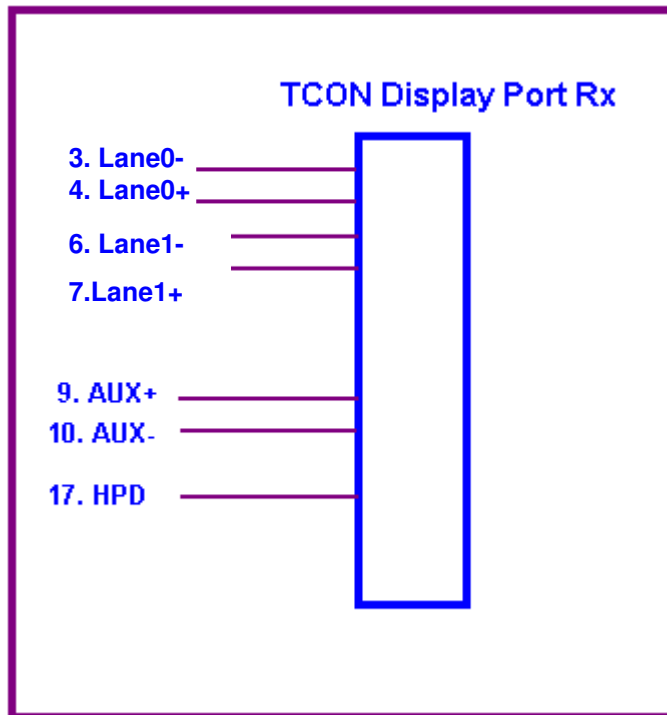 TCON Display Port Rx
3. Lane0-
4. Lane0+
6. Lane1-
7.Lane1+
9. AUX+
10. AUX-
17. HPD